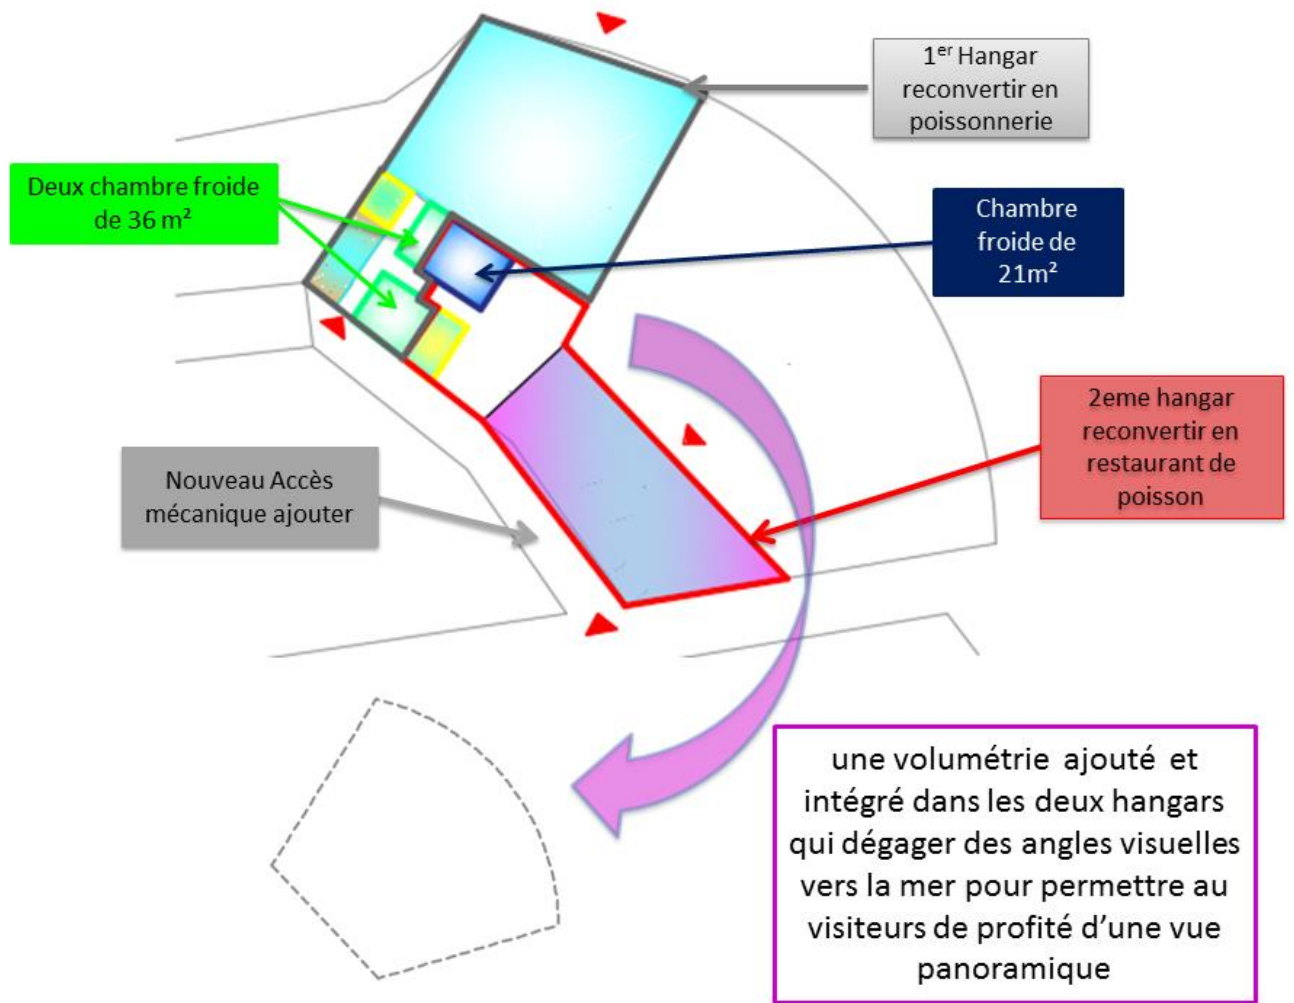 1er Hangar
reconvertir en
poissonnerie
Deux chambre froide
de 36 m²
Chambre
froide de
21m²
2eme hangar
reconvertir en
restaurant de
poisson
Nouveau Accès
mécanique ajouter
une volumétrie ajouté et
intégré dans les deux hangars
qui dégager des angles visuelles
vers la mer pour permettre au
visiteurs de profité d’une vue
panoramique